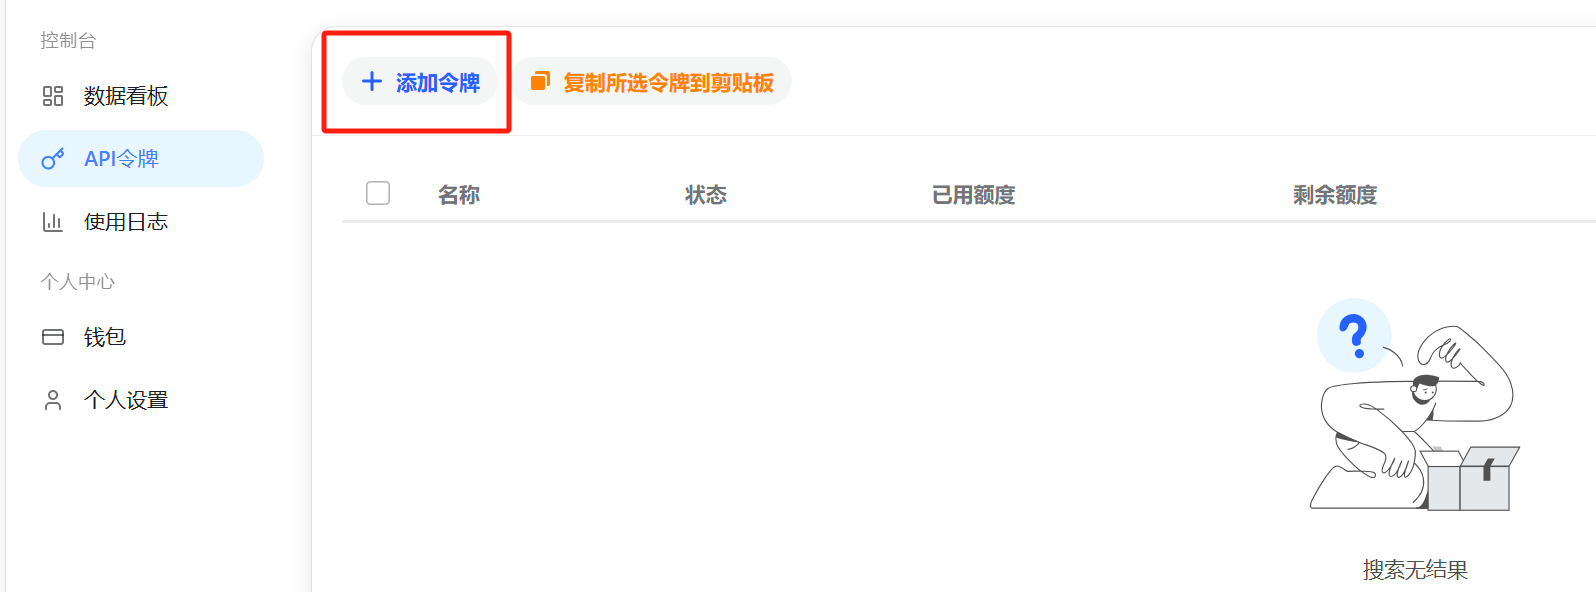 控制台
数据看板
API令牌
使用日志
个人中心
钱包
个人设置
添加令牌 复制所选令牌到剪贴板
名称 状态 已用额度 剩余额度
搜索无结果